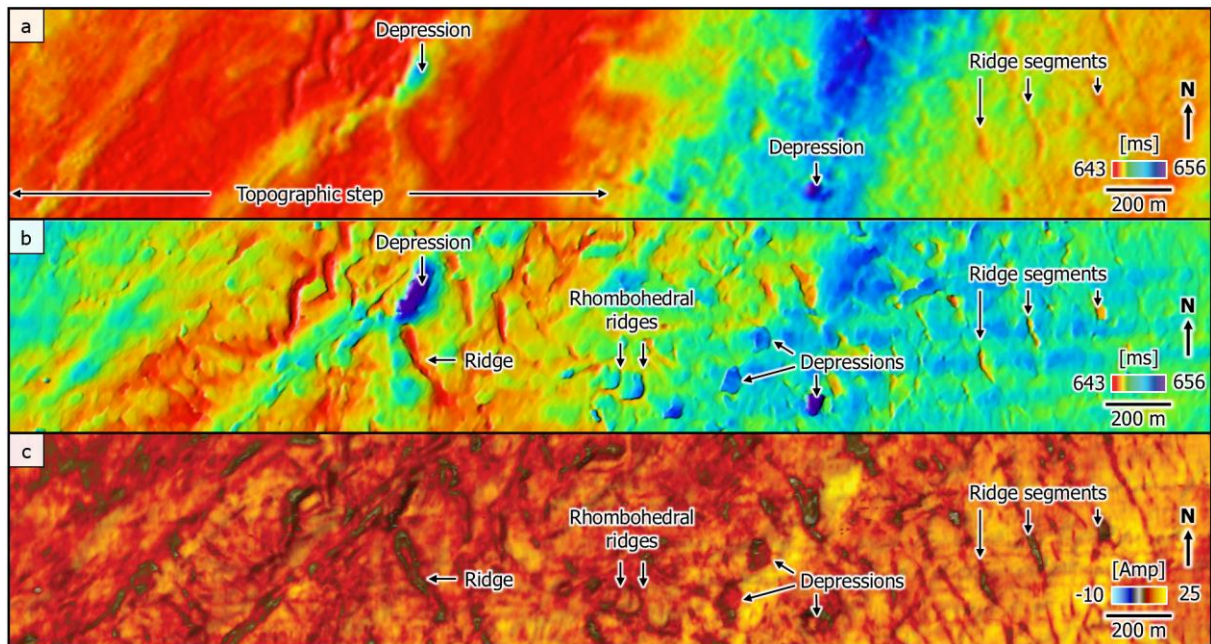 a
Depression
Ridge segments
N
Depression
[ms]
643 656
200 m
Topographic step
b
Depression
Ridge segments
Rhombohedral
ridges
N
Ridge
Depressions
[ms]
643 656
200 m
c
Ridge segments
Rhombohedral
ridges
N
Ridge
Depressions
[Amp]
-10 25
200 m